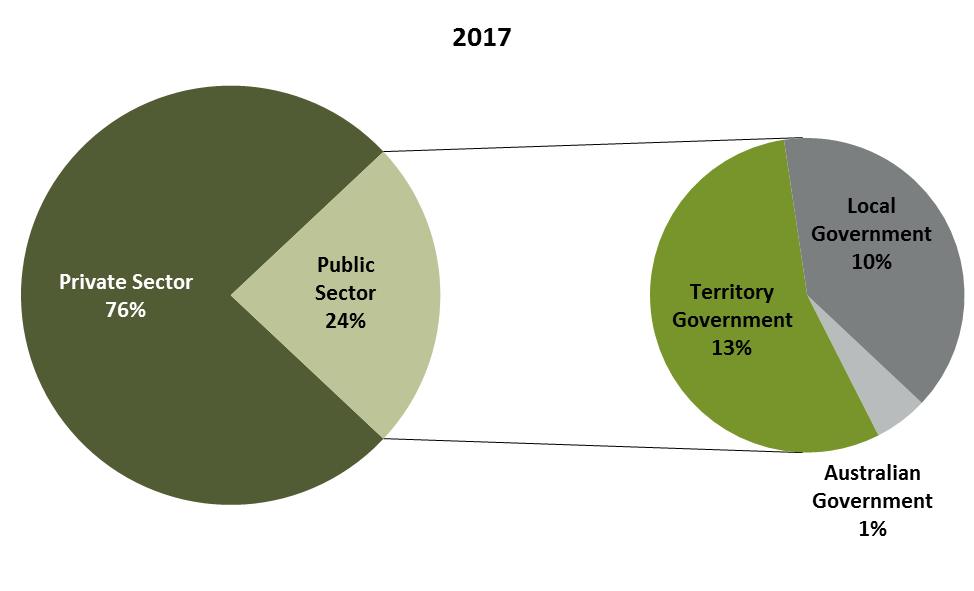 2017
Private Sector
76%
Public
Sector
24%
Local
Government
10%
Territory
Government
13%
Australian
Government
1%